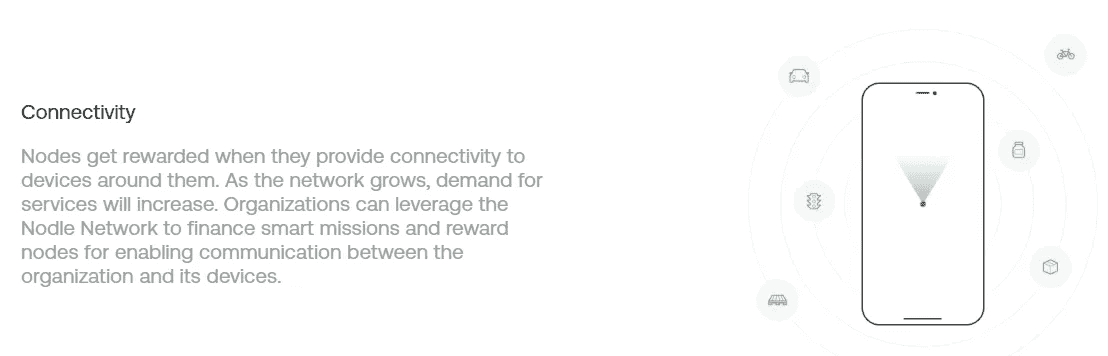 Connectivity
Nodes get rewarded when they provide connectivity to
devices around them. As the network grows, demand for
services will increase. Organizations can leverage the
Nodle Network to finance smart missions and reward
nodes for enabling communication between the
organization and its devices.